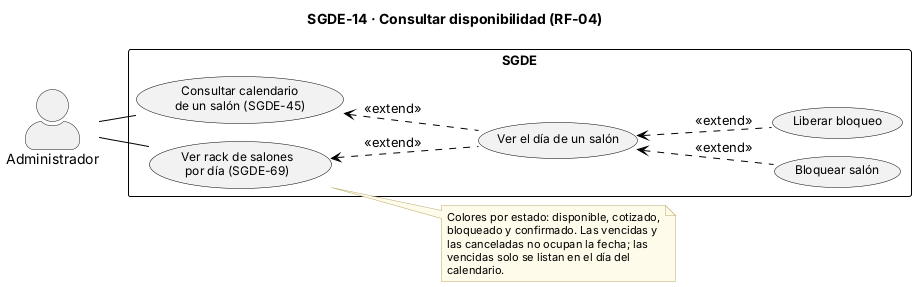 SGDE-14 · Consultar disponibilidad (RF-04)
SGDE
Administrador
Consultar calendario
de un salón (SGDE-45)
Ver rack de salones
por día (SGDE-69)
«extend»
«extend»
Ver el día de un salón
«extend»
«extend»
Liberar bloqueo
Bloquear salón
Colores por estado: disponible, cotizado,
bloqueado y confirmado. Las vencidas y
las canceladas no ocupan la fecha; las
vencidas solo se listan en el día del
calendario.